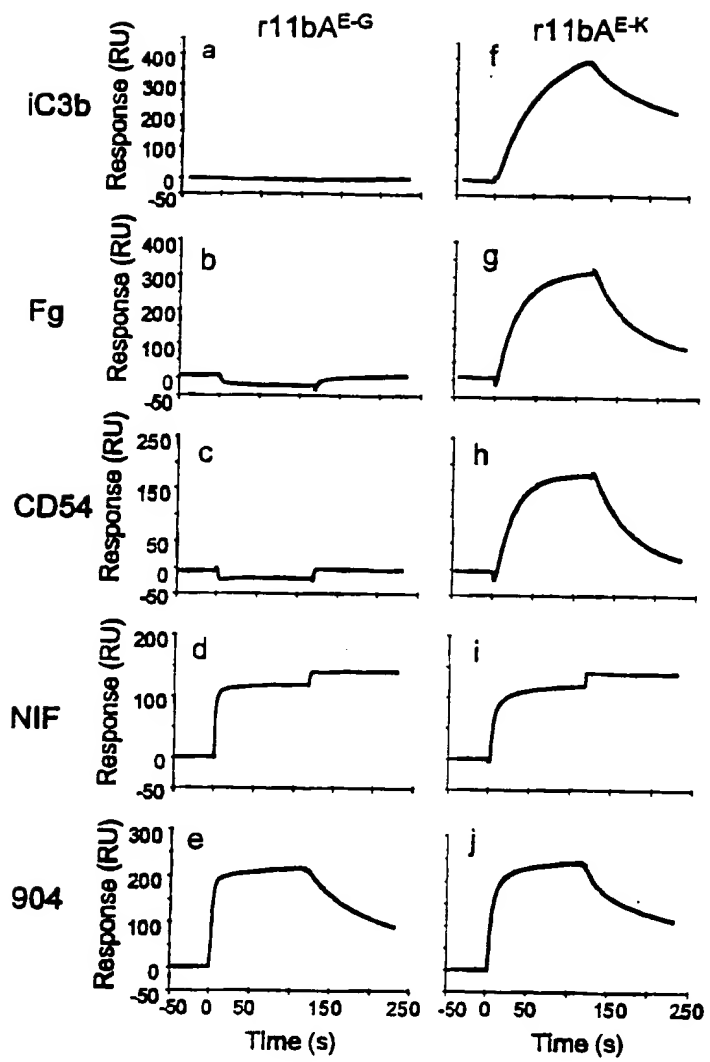 r11bA^E-G r11bA^E-K
iC3b
Response (RU)
400
300
200
100
0
-50
a
f
Fg
Response (RU)
400
300
200
100
0
-50
b
g
CD54
Response (RU)
250
150
50
0
-50
c
h
NIF
Response (RU)
200
100
0
-50
d
i
904
Response (RU)
300
200
100
0
-50
e
j
-50 0 50 150 250
-50 0 50 150 250
Time (s)
Time (s)